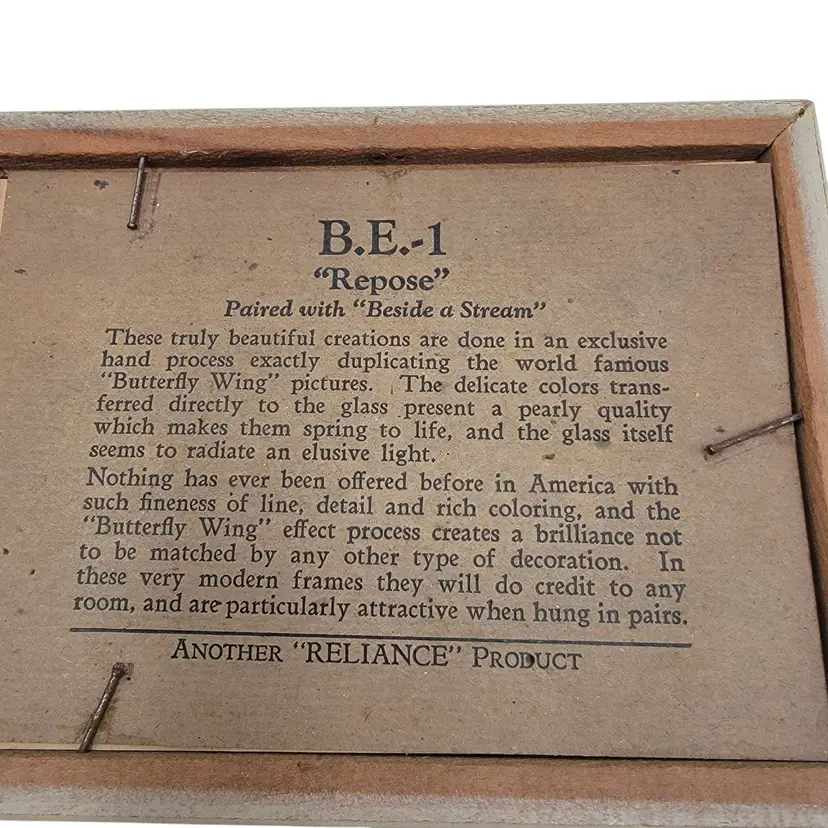 B.E.-1
“Repose”
Paired with “Beside a Stream”
These truly beautiful creations are done in an exclusive
hand process exactly duplicating the world famous
“Butterfly Wing” pictures. The delicate colors trans-
ferred directly to the glass present a pearly quality
which makes them spring to life, and the glass itself
seems to radiate an elusive light.
Nothing has ever been offered before in America with
such fineness of line, detail and rich coloring, and the
“Butterfly Wing” effect process creates a brilliance not
to be matched by any other type of decoration. In
these very modern frames they will do credit to any
room, and are particularly attractive when hung in pairs.
ANOTHER “RELIANCE” PRODUCT